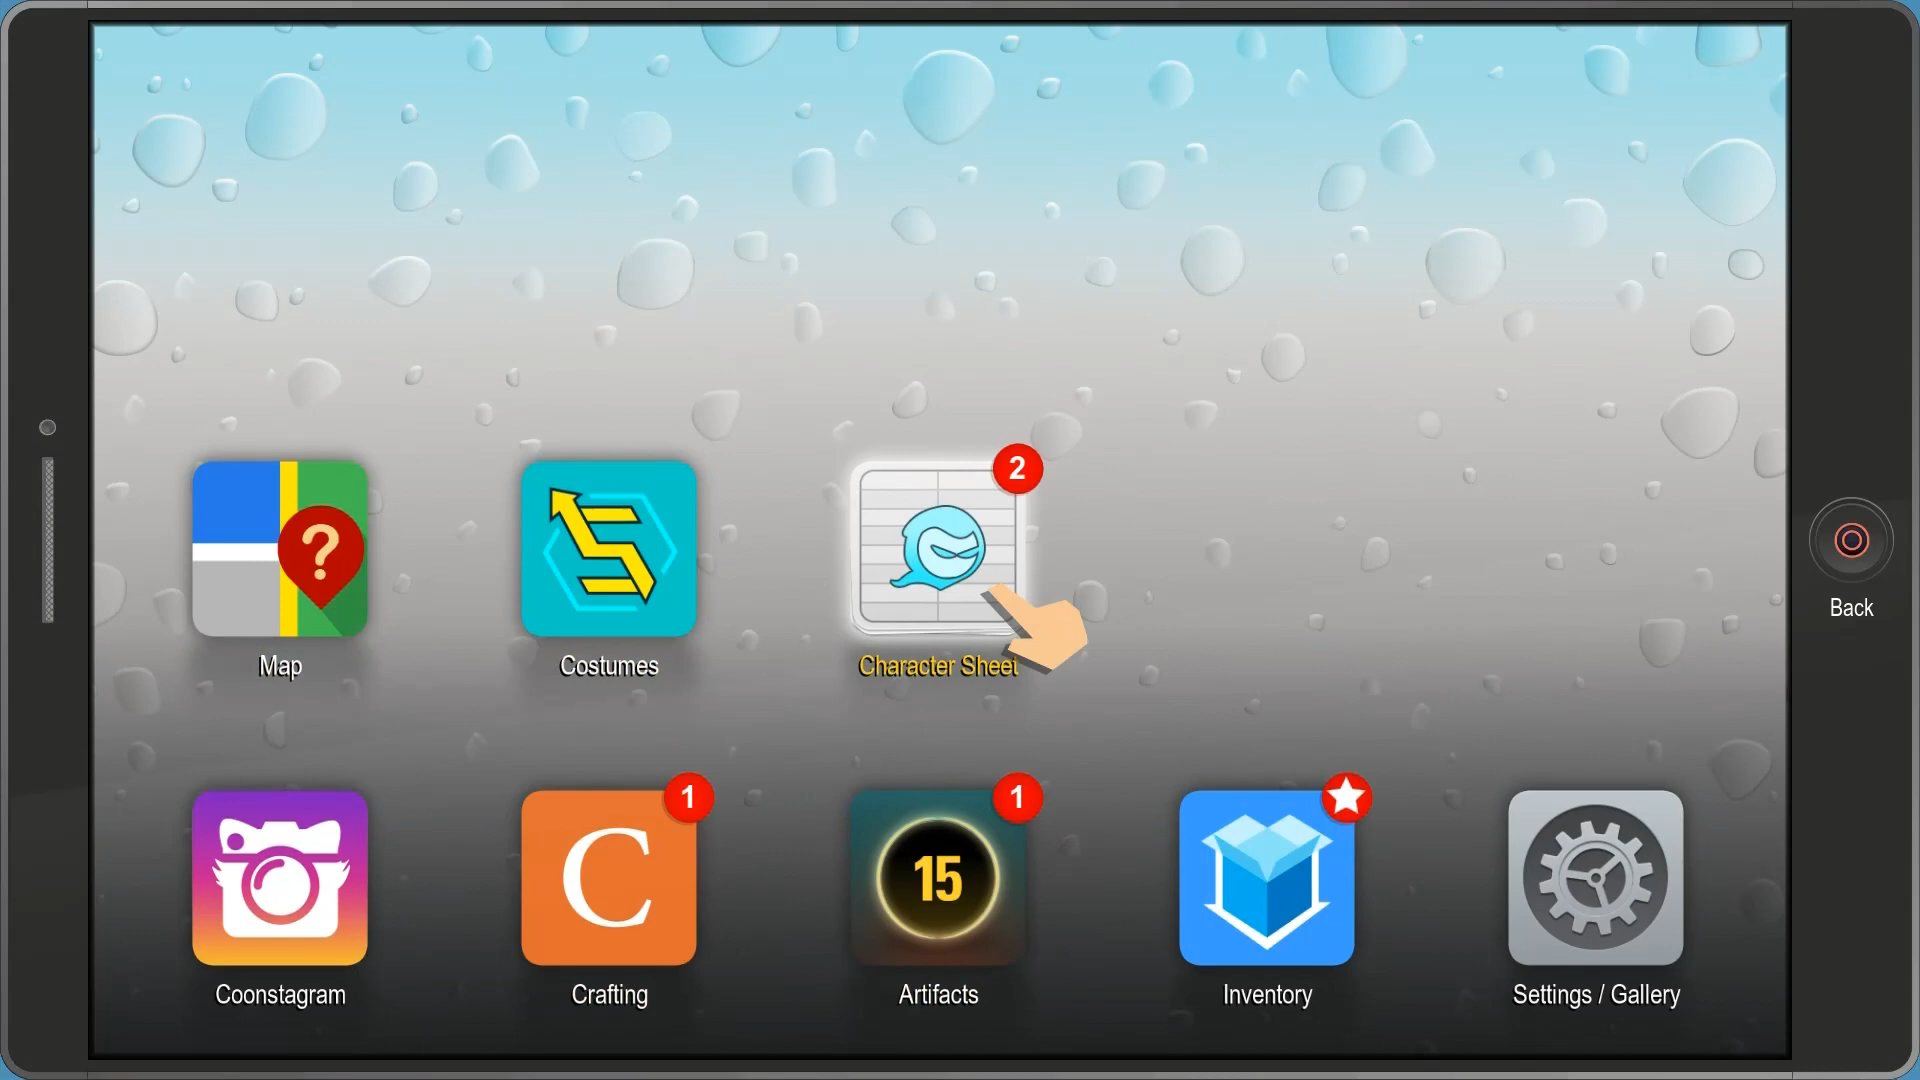 2
?
Map
Costumes
Character Sheet
Back
1
1
C
15
Coonstagram
Crafting
Artifacts
Inventory
Settings / Gallery